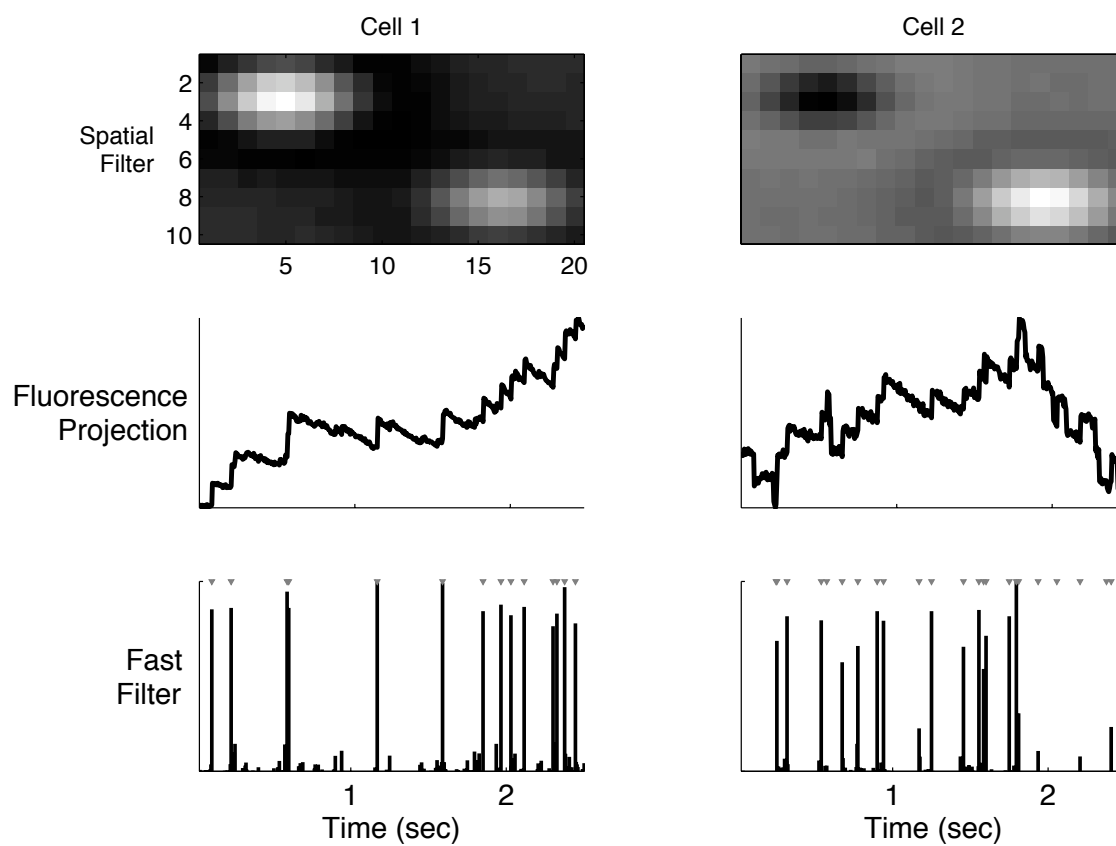 Cell 1
Cell 2
Spatial
Filter
2
4
6
8
10
5
10
15
20
Fluorescence
Projection
Fast
Filter
1
2
Time (sec)
1
2
Time (sec)